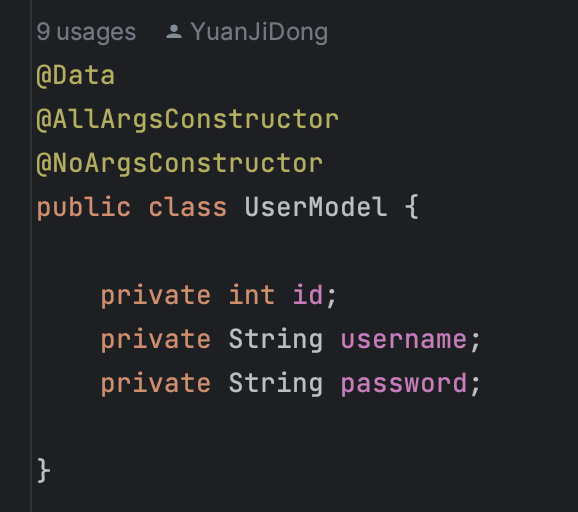 9 usages YuanJiDong
@Data
@AllArgsConstructor
@NoArgsConstructor
public class UserModel {
private int id;
private String username;
private String password;
}